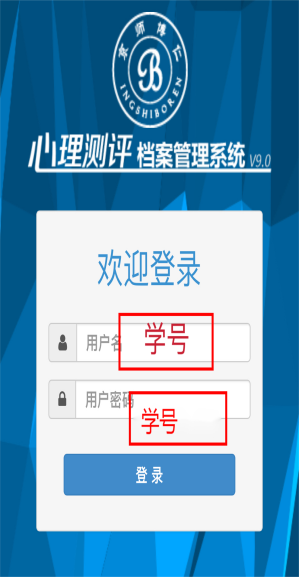 京师博仁
B
JINGSHIBOREN
心理测评 档案管理系统 V9.0
欢迎登录
用户名 学号
用户密码
学号
登 录